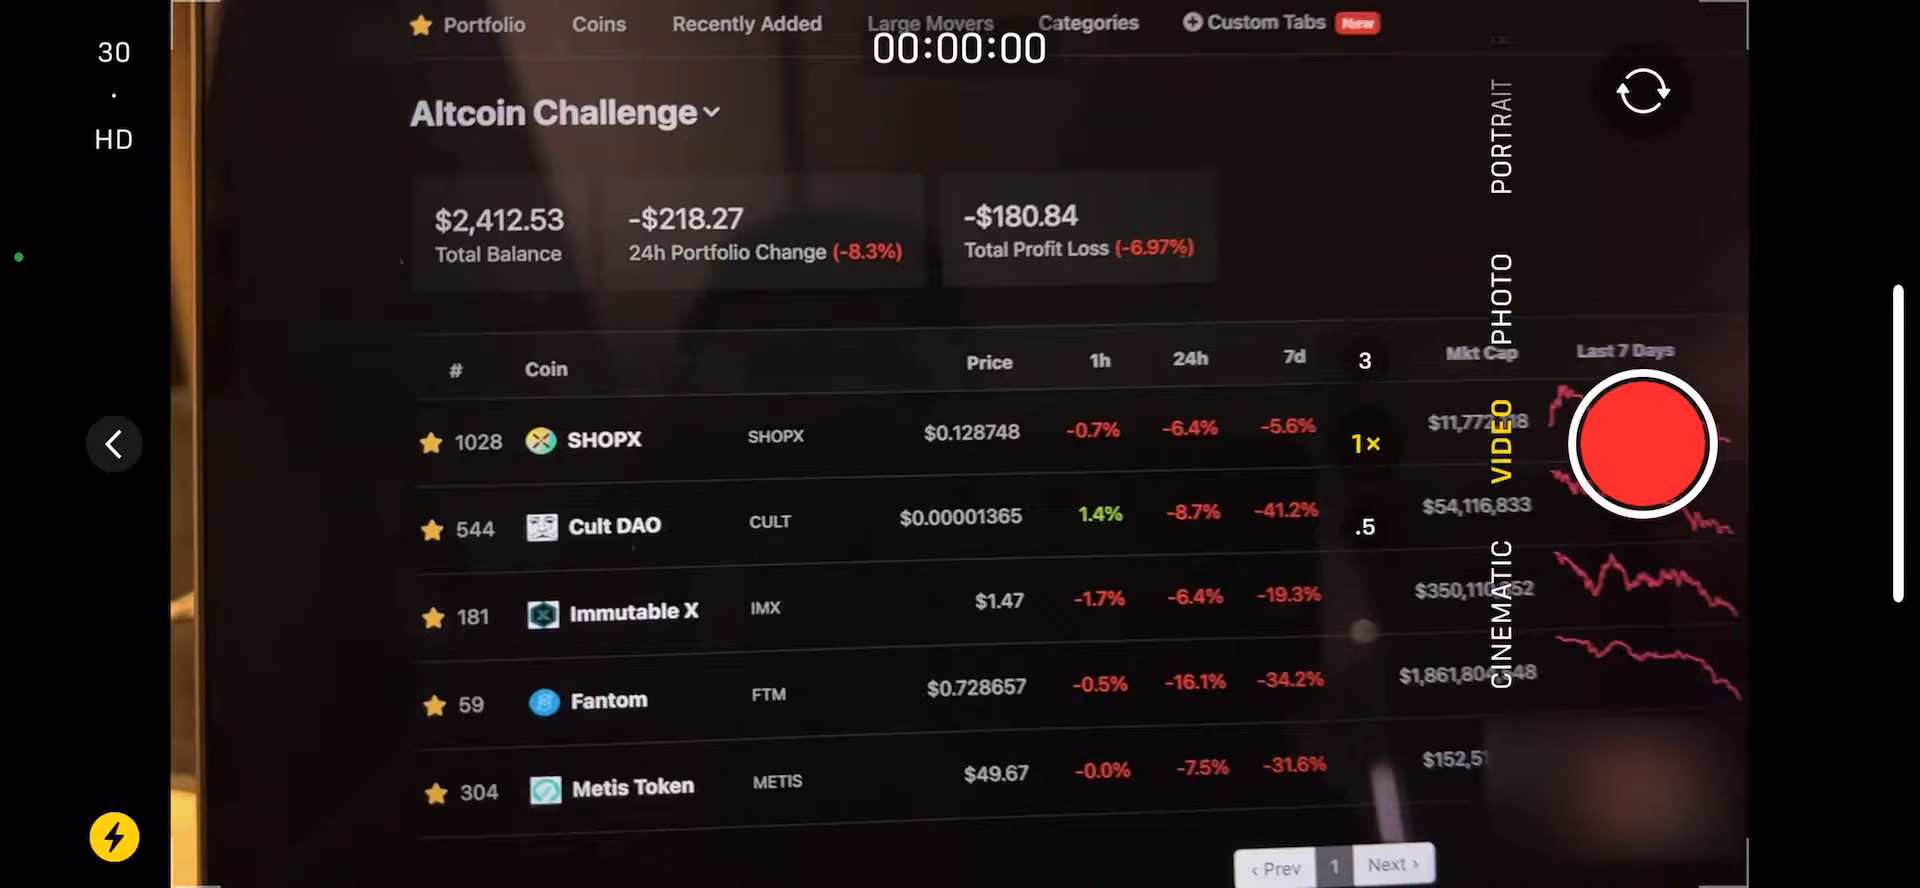 30
·
HD
00:00:00
Portfolio Coins Recently Added Large Movers Categories Custom Tabs New
Altcoin Challenge
$2,412.53 -$218.27 -$180.84
Total Balance 24h Portfolio Change (-8.3%) Total Profit Loss (-6.97%)
# Coin Price 1h 24h 7d Mkt Cap Last 7 Days
1028 SHOPX SHOPX $0.128748 -0.7% -6.4% -5.6%
544 Cult DAO CULT $0.00001365 1.4% -8.7% -41.2% $54,116,833
181 Immutable X IMX $1.47 -1.7% -6.4% -19.3%
59 Fantom FTM $0.728657 -0.5% -16.1% -34.2%
304 Metis Token METIS $49.67 -0.0% -7.5% -31.6%
‹ Prev 1 Next ›
3
1×
.5
PORTRAIT
PHOTO
VIDEO
CINEMATIC